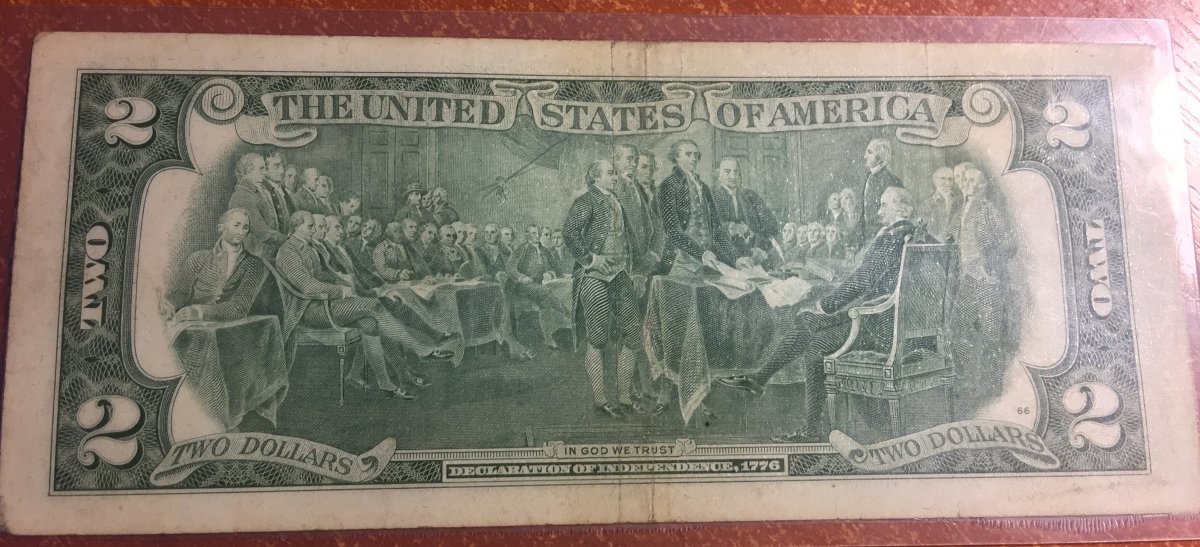 THE UNITED STATES OF AMERICA
2
2
TWO
TWO
66
2
2
TWO DOLLARS
IN GOD WE TRUST
TWO DOLLARS
DECLARATION OF INDEPENDENCE, 1776